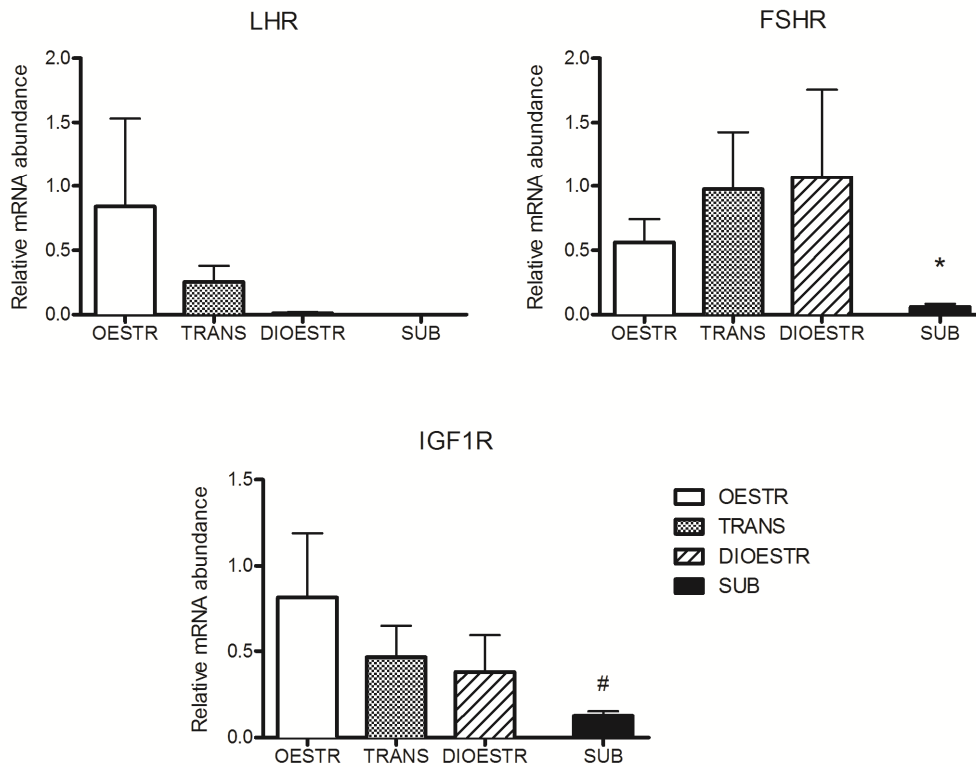 LHR
Relative mRNA abundance
2.0
1.5
1.0
0.5
0.0
OESTR TRANS DIOESTR SUB
FSHR
Relative mRNA abundance
2.0
1.5
1.0
0.5
0.0
*
OESTR TRANS DIOESTR SUB
IGF1R
Relative mRNA abundance
1.5
1.0
0.5
0.0
#
OESTR TRANS DIOESTR SUB
OESTR
TRANS
DIOESTR
SUB